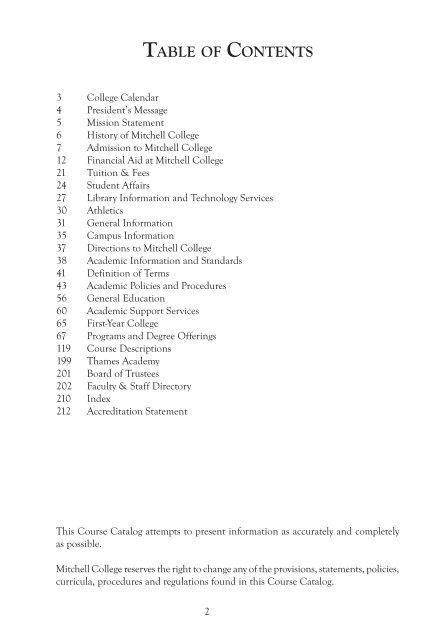 TABLE OF CONTENTS
3 College Calendar
4 President's Message
5 Mission Statement
6 History of Mitchell College
7 Admission to Mitchell College
12 Financial Aid at Mitchell College
21 Tuition & Fees
24 Student Affairs
27 Library Information and Technology Services
30 Athletics
31 General Information
35 Campus Information
37 Directions to Mitchell College
38 Academic Information and Standards
41 Definition of Terms
43 Academic Policies and Procedures
56 General Education
60 Academic Support Services
65 First-Year College
67 Programs and Degree Offerings
119 Course Descriptions
199 Thames Academy
201 Board of Trustees
202 Faculty & Staff Directory
210 Index
212 Accreditation Statement
This Course Catalog attempts to present information as accurately and completely
as possible.
Mitchell College reserves the right to change any of the provisions, statements, policies,
curricula, procedures and regulations found in this Course Catalog.
2